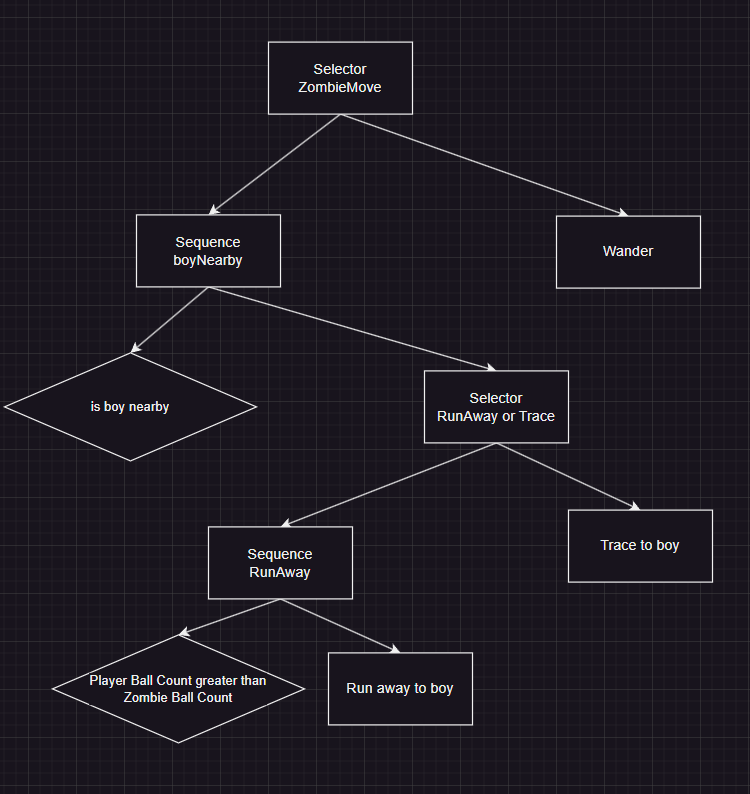 Selector
ZombieMove
Sequence
boyNearby
Wander
is boy nearby
Selector
RunAway or Trace
Sequence
RunAway
Trace to boy
Player Ball Count greater than
Zombie Ball Count
Run away to boy